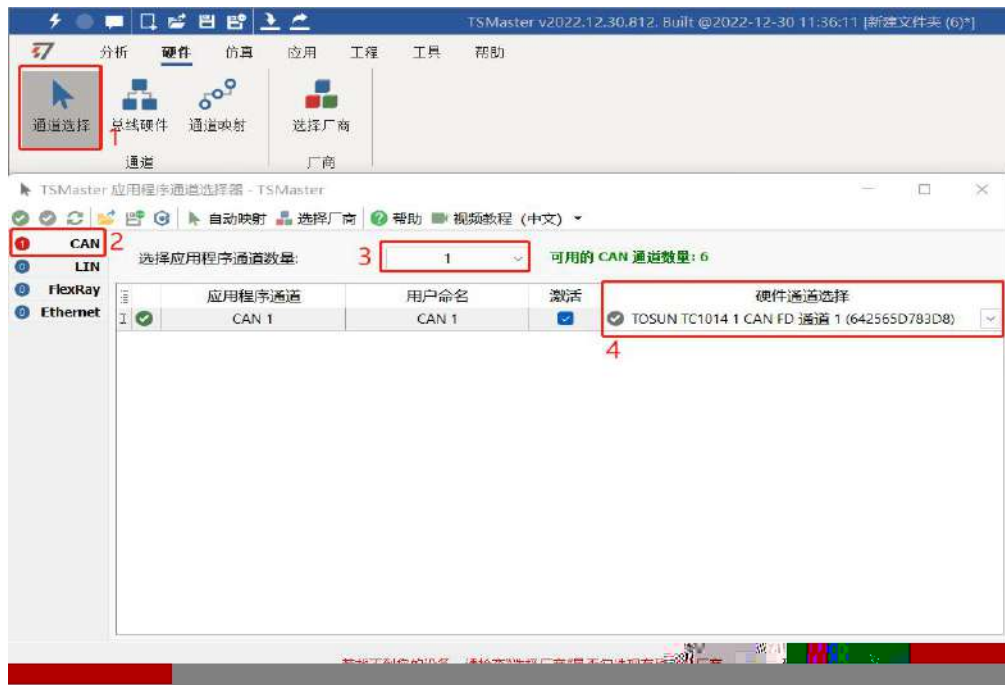 TSMaster v2022.12.30.812. Built @2022-12-30 11:36:11 [新建文件夹 (6)*]
分析 硬件 仿真 应用 工程 工具 帮助
通道选择 总线硬件 通道映射 选择厂商
1
通道 厂商
TSMaster 应用程序通道选择器 - TSMaster
自动映射 选择厂商 帮助 视频教程 (中文)
1 CAN 2
0 LIN
0 FlexRay
0 Ethernet
选择应用程序通道数量: 3 1 可用的 CAN 通道数量: 6
应用程序通道 用户命名 激活 硬件通道选择
CAN 1 CAN 1 TOSUN TC1014 1 CAN FD 通道 1 (642565D783D8)
4